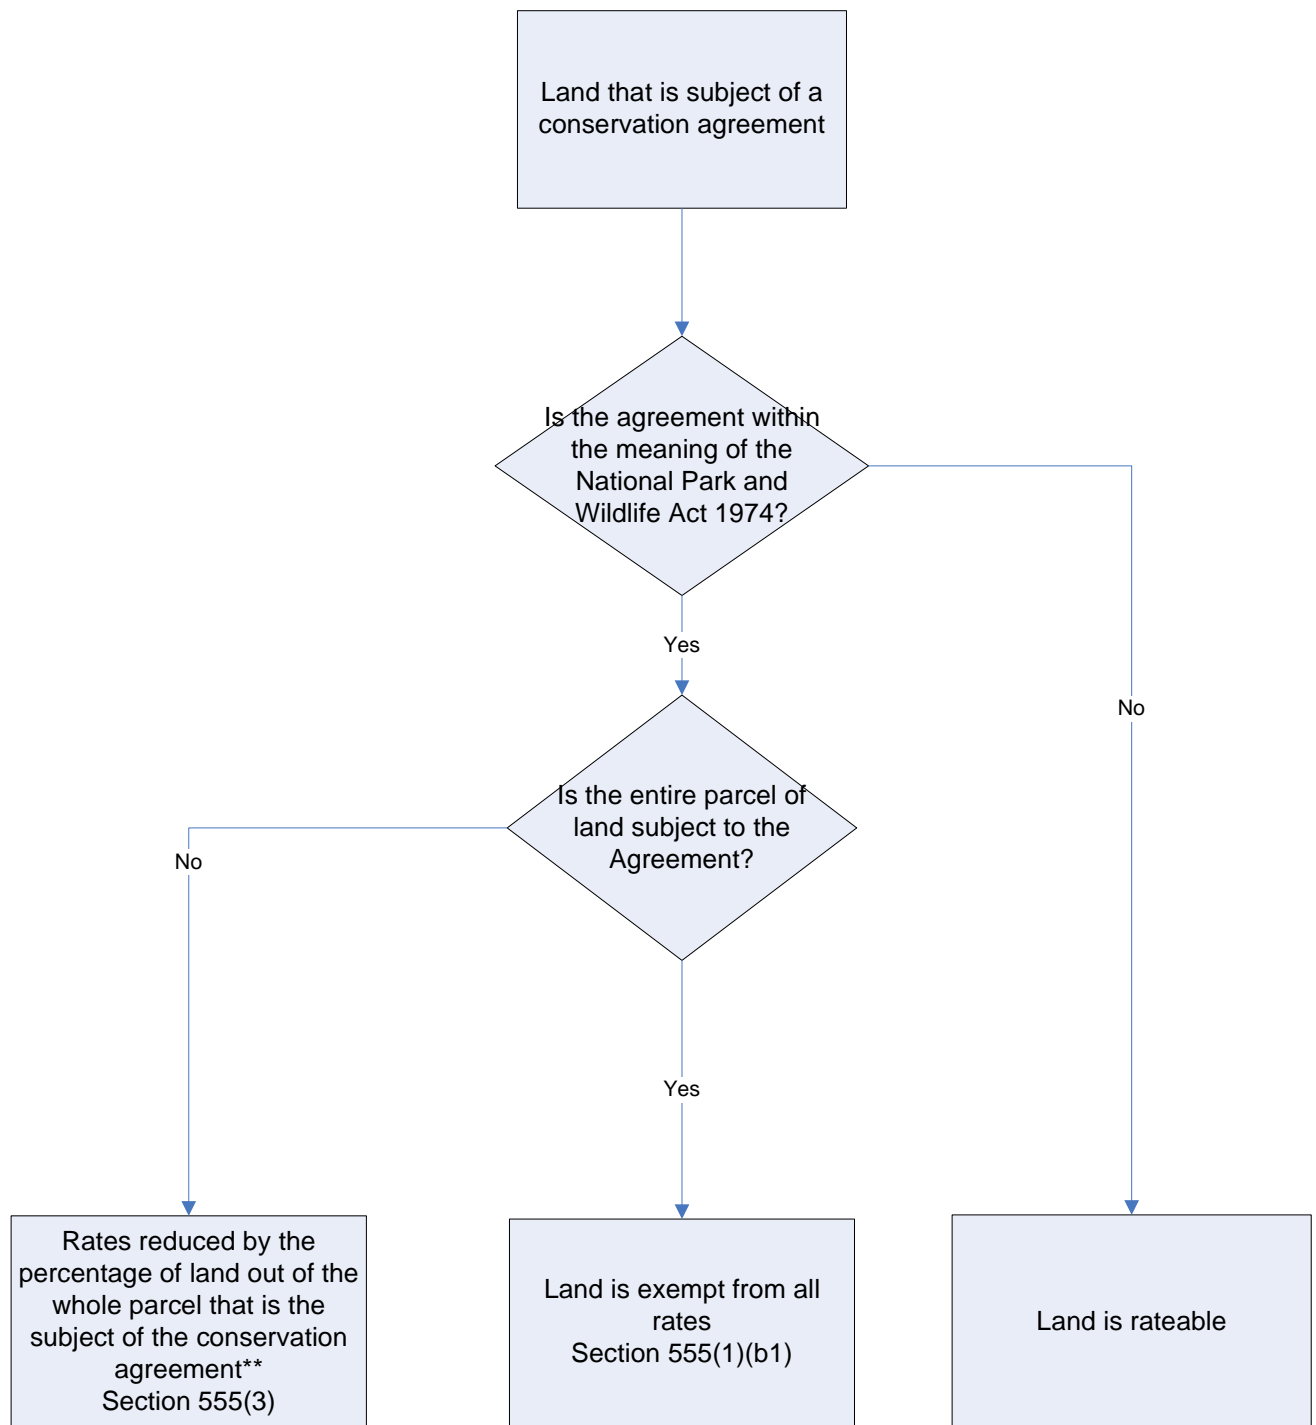 Land that is subject of a
conservation agreement
Is the agreement within
the meaning of the
National Park and
Wildlife Act 1974?
Yes
No
Is the entire parcel of
land subject to the
Agreement?
No
Yes
Rates reduced by the
percentage of land out of the
whole parcel that is the
subject of the conservation
agreement**
Section 555(3)
Land is exempt from all
rates
Section 555(1)(b1)
Land is rateable